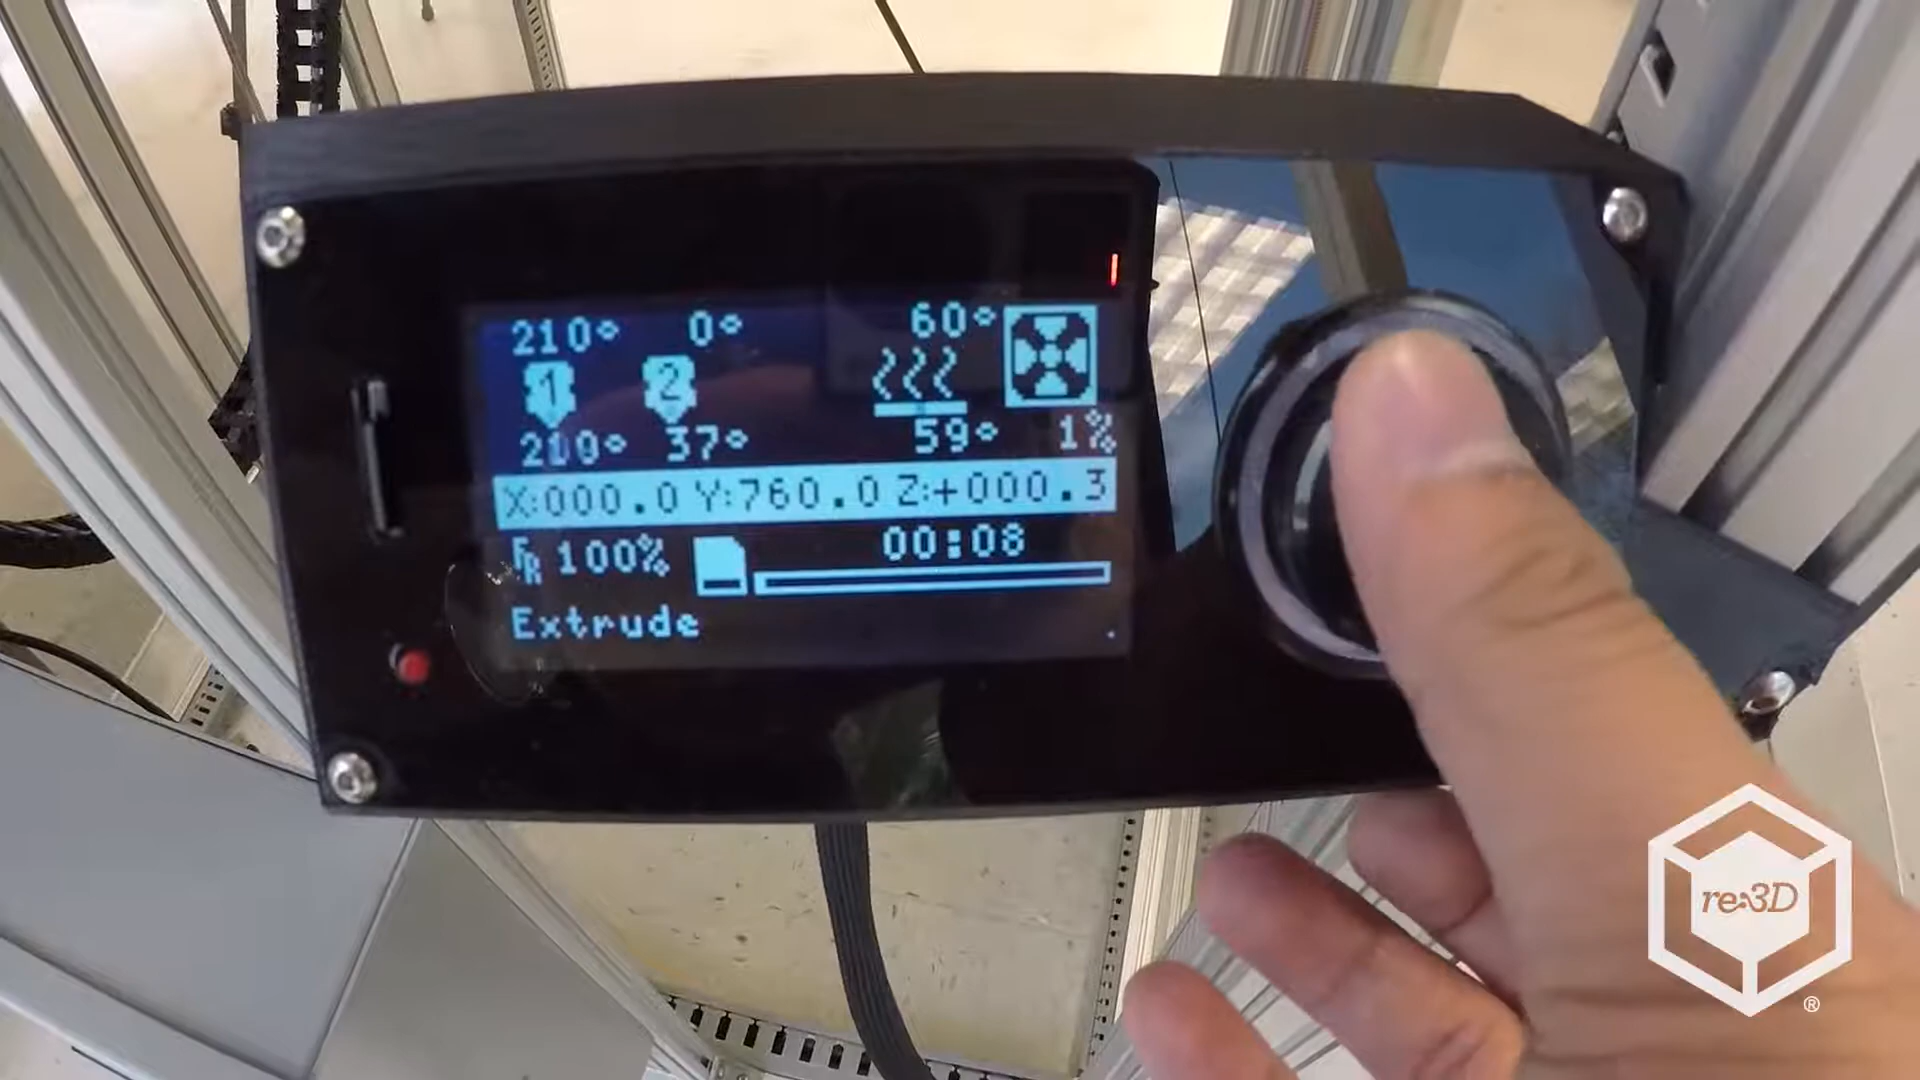 210° 0° 60°
1 2
210° 37° 59° 1%
X:000.0 Y:760.0 Z:+000.3
FR 100% 00:08
Extrude
re:3D
®